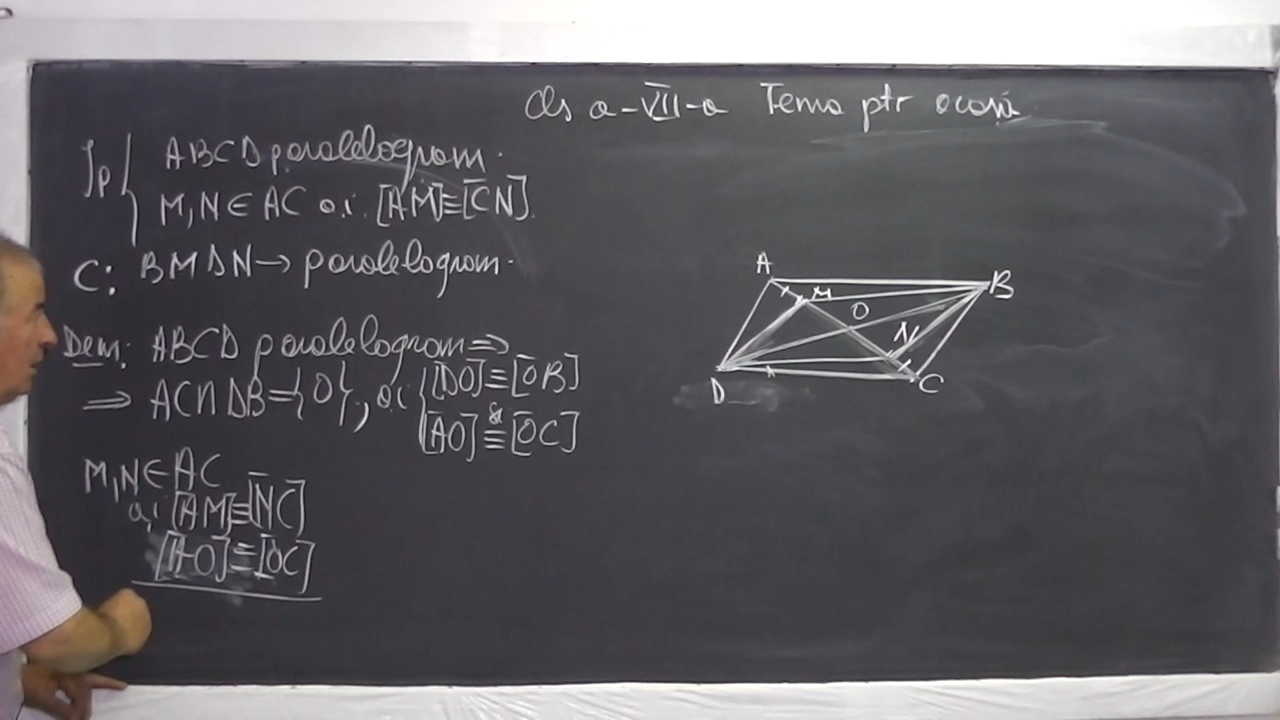 cls a-VII-a Tema ptr acasă
Ip { ABCD paralelogram.
M,N ∈ AC a.i. [AM] ≡ [CN].
C: BMDN → paralelogram.
Dem: ABCD paralelogram ⇒
⇒ AC ∩ DB = {O}, a.i { [DO] ≡ [OB]
&
[AO] ≡ [OC]
M,N ∈ AC
a.i [AM] ≡ [NC]
[AO] ≡ [OC]
A
M
B
O
N
D
C